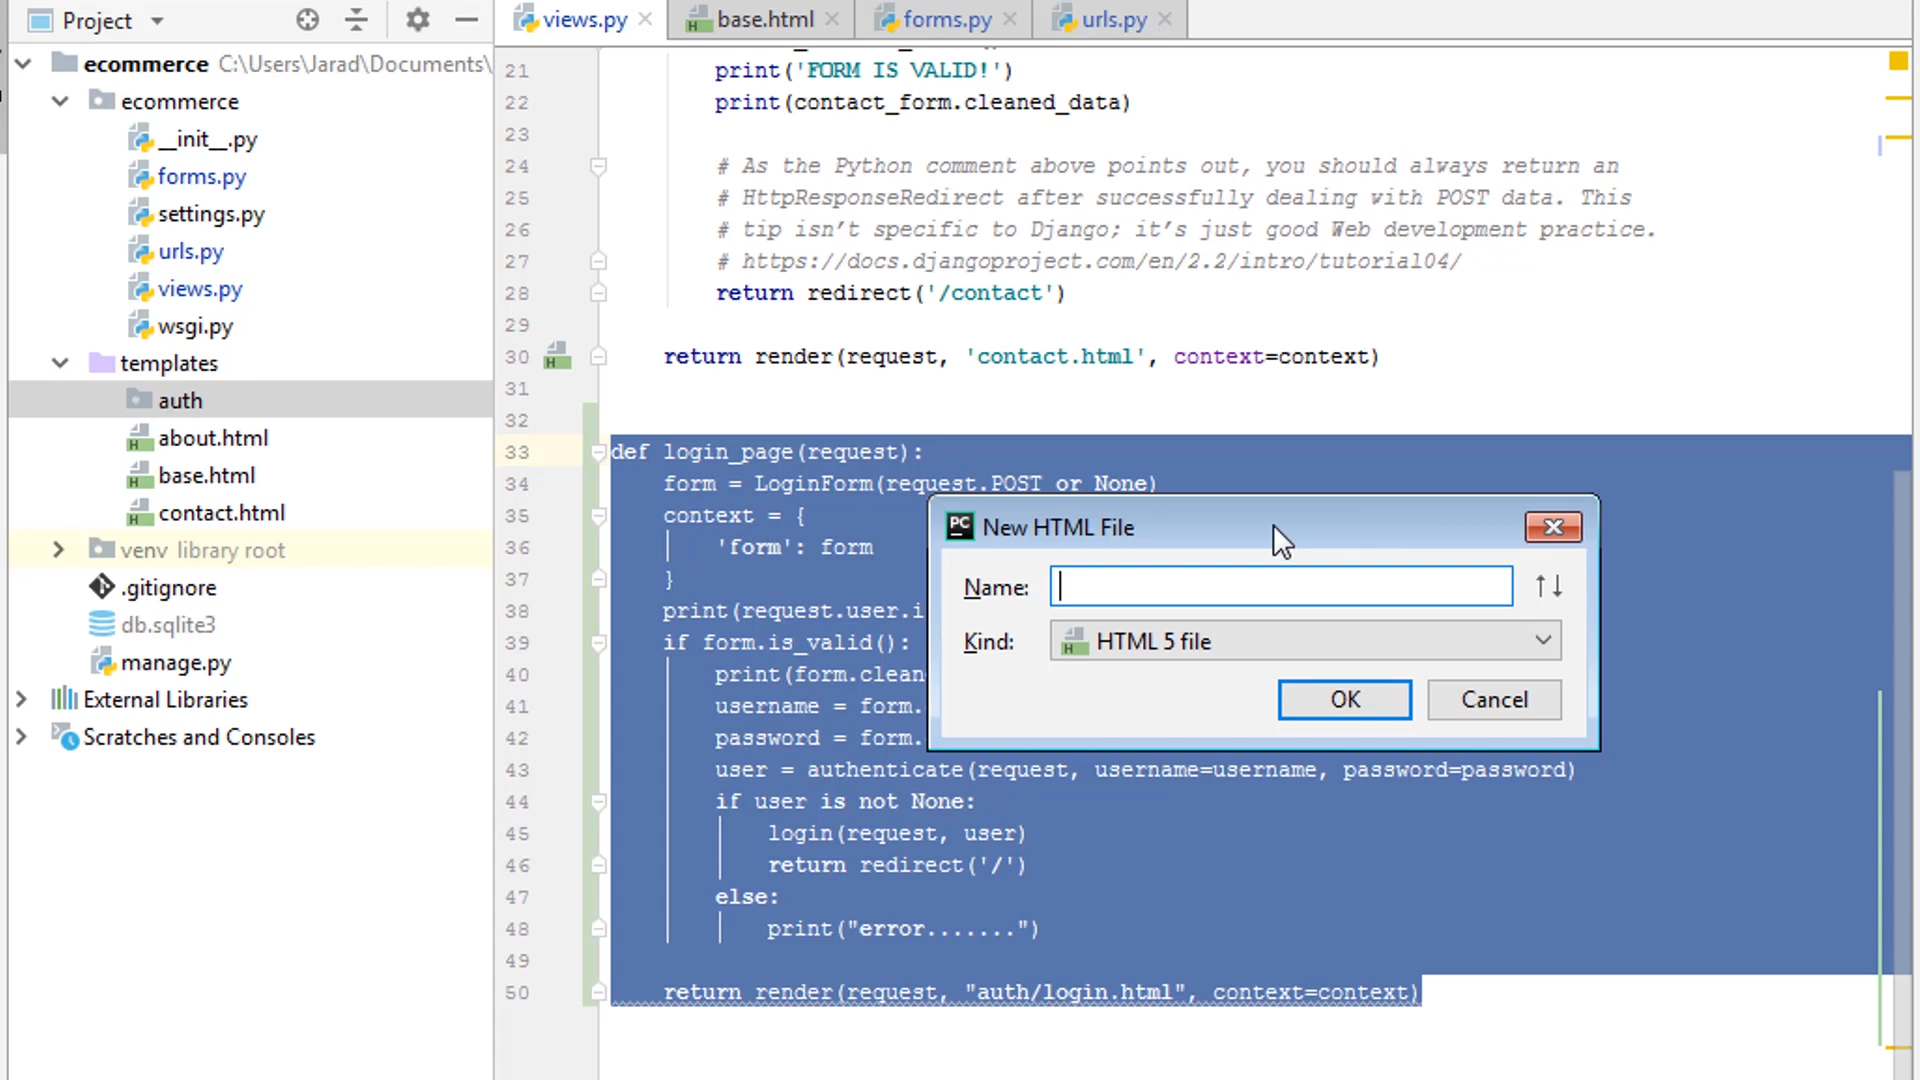 Project
ecommerce C:\Users\Jarad\Documents\
ecommerce
__init__.py
forms.py
settings.py
urls.py
views.py
wsgi.py
templates
auth
about.html
base.html
contact.html
venv library root
.gitignore
db.sqlite3
manage.py
External Libraries
Scratches and Consoles
views.py
base.html
forms.py
urls.py
21 print('FORM IS VALID!')
22 print(contact_form.cleaned_data)
23
24 # As the Python comment above points out, you should always return an
25 # HttpResponseRedirect after successfully dealing with POST data. This
26 # tip isn’t specific to Django; it’s just good Web development practice.
27 # https://docs.djangoproject.com/en/2.2/intro/tutorial04/
28 return redirect('/contact')
29
30 return render(request, 'contact.html', context=context)
31
32
33 def login_page(request):
34 form = LoginForm(request.POST or None)
35 context = {
36 'form': form
37 }
38 print(request.user.i
39 if form.is_valid():
40 print(form.clean
41 username = form.
42 password = form.
43 user = authenticate(request, username=username, password=password)
44 if user is not None:
45 login(request, user)
46 return redirect('/')
47 else:
48 print("error.......")
49
50 return render(request, "auth/login.html", context=context)
PC New HTML File
Name:
Kind: HTML 5 file
OK Cancel